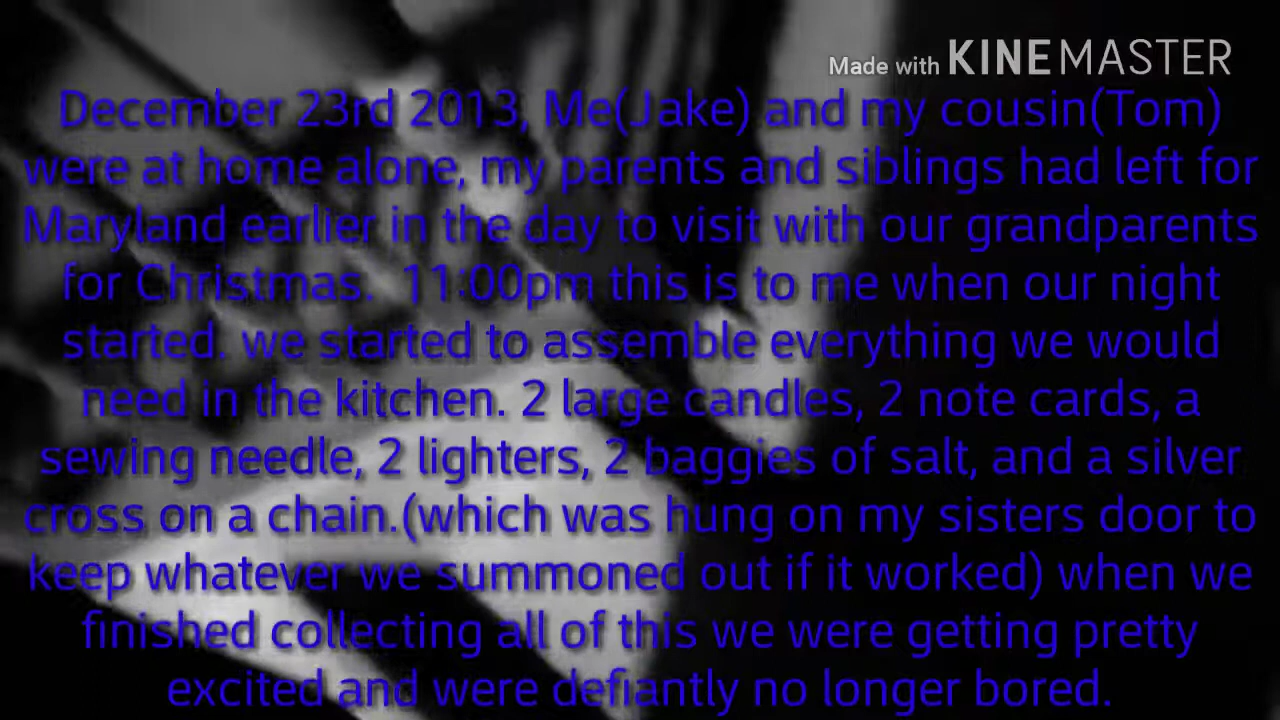 Made with KINEMASTER
December 23rd 2013, Me(Jake) and my cousin(Tom)
were at home alone, my parents and siblings had left for
Maryland earlier in the day to visit with our grandparents
for Christmas.  11:00pm this is to me when our night
started. we started to assemble everything we would
need in the kitchen. 2 large candles, 2 note cards, a
sewing needle, 2 lighters, 2 baggies of salt, and a silver
cross on a chain.(which was hung on my sisters door to
keep whatever we summoned out if it worked) when we
finished collecting all of this we were getting pretty
excited and were defiantly no longer bored.